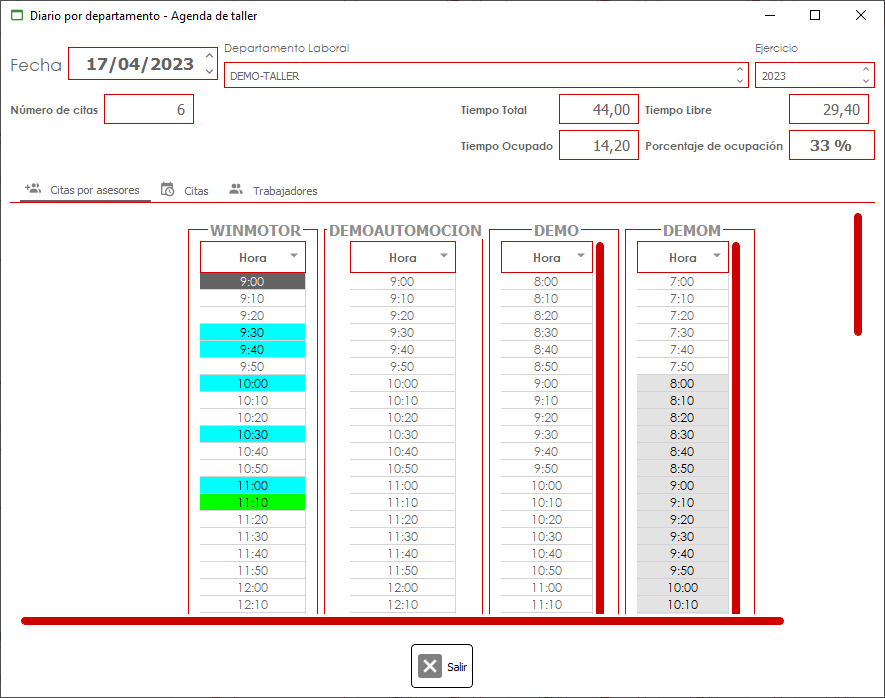 Diario por departamento - Agenda de taller
Fecha 17/04/2023
Departamento Laboral
DEMO-TALLER
Ejercicio
2023
Número de citas 6
Tiempo Total 44,00 Tiempo Libre 29,40
Tiempo Ocupado 14,20 Porcentaje de ocupación 33 %
Citas por asesores Citas Trabajadores
WINMOTOR DEMOAUTOMOCION DEMO DEMOM
Hora Hora Hora Hora
9:00 9:00 8:00 7:00
9:10 9:10 8:10 7:10
9:20 9:20 8:20 7:20
9:30 9:30 8:30 7:30
9:40 9:40 8:40 7:40
9:50 9:50 8:50 7:50
10:00 10:00 9:00 8:00
10:10 10:10 9:10 8:10
10:20 10:20 9:20 8:20
10:30 10:30 9:30 8:30
10:40 10:40 9:40 8:40
10:50 10:50 9:50 8:50
11:00 11:00 10:00 9:00
11:10 11:10 10:10 9:10
11:20 11:20 10:20 9:20
11:30 11:30 10:30 9:30
11:40 11:40 10:40 9:40
11:50 11:50 10:50 9:50
12:00 12:00 11:00 10:00
12:10 12:10 11:10 10:10
Salir